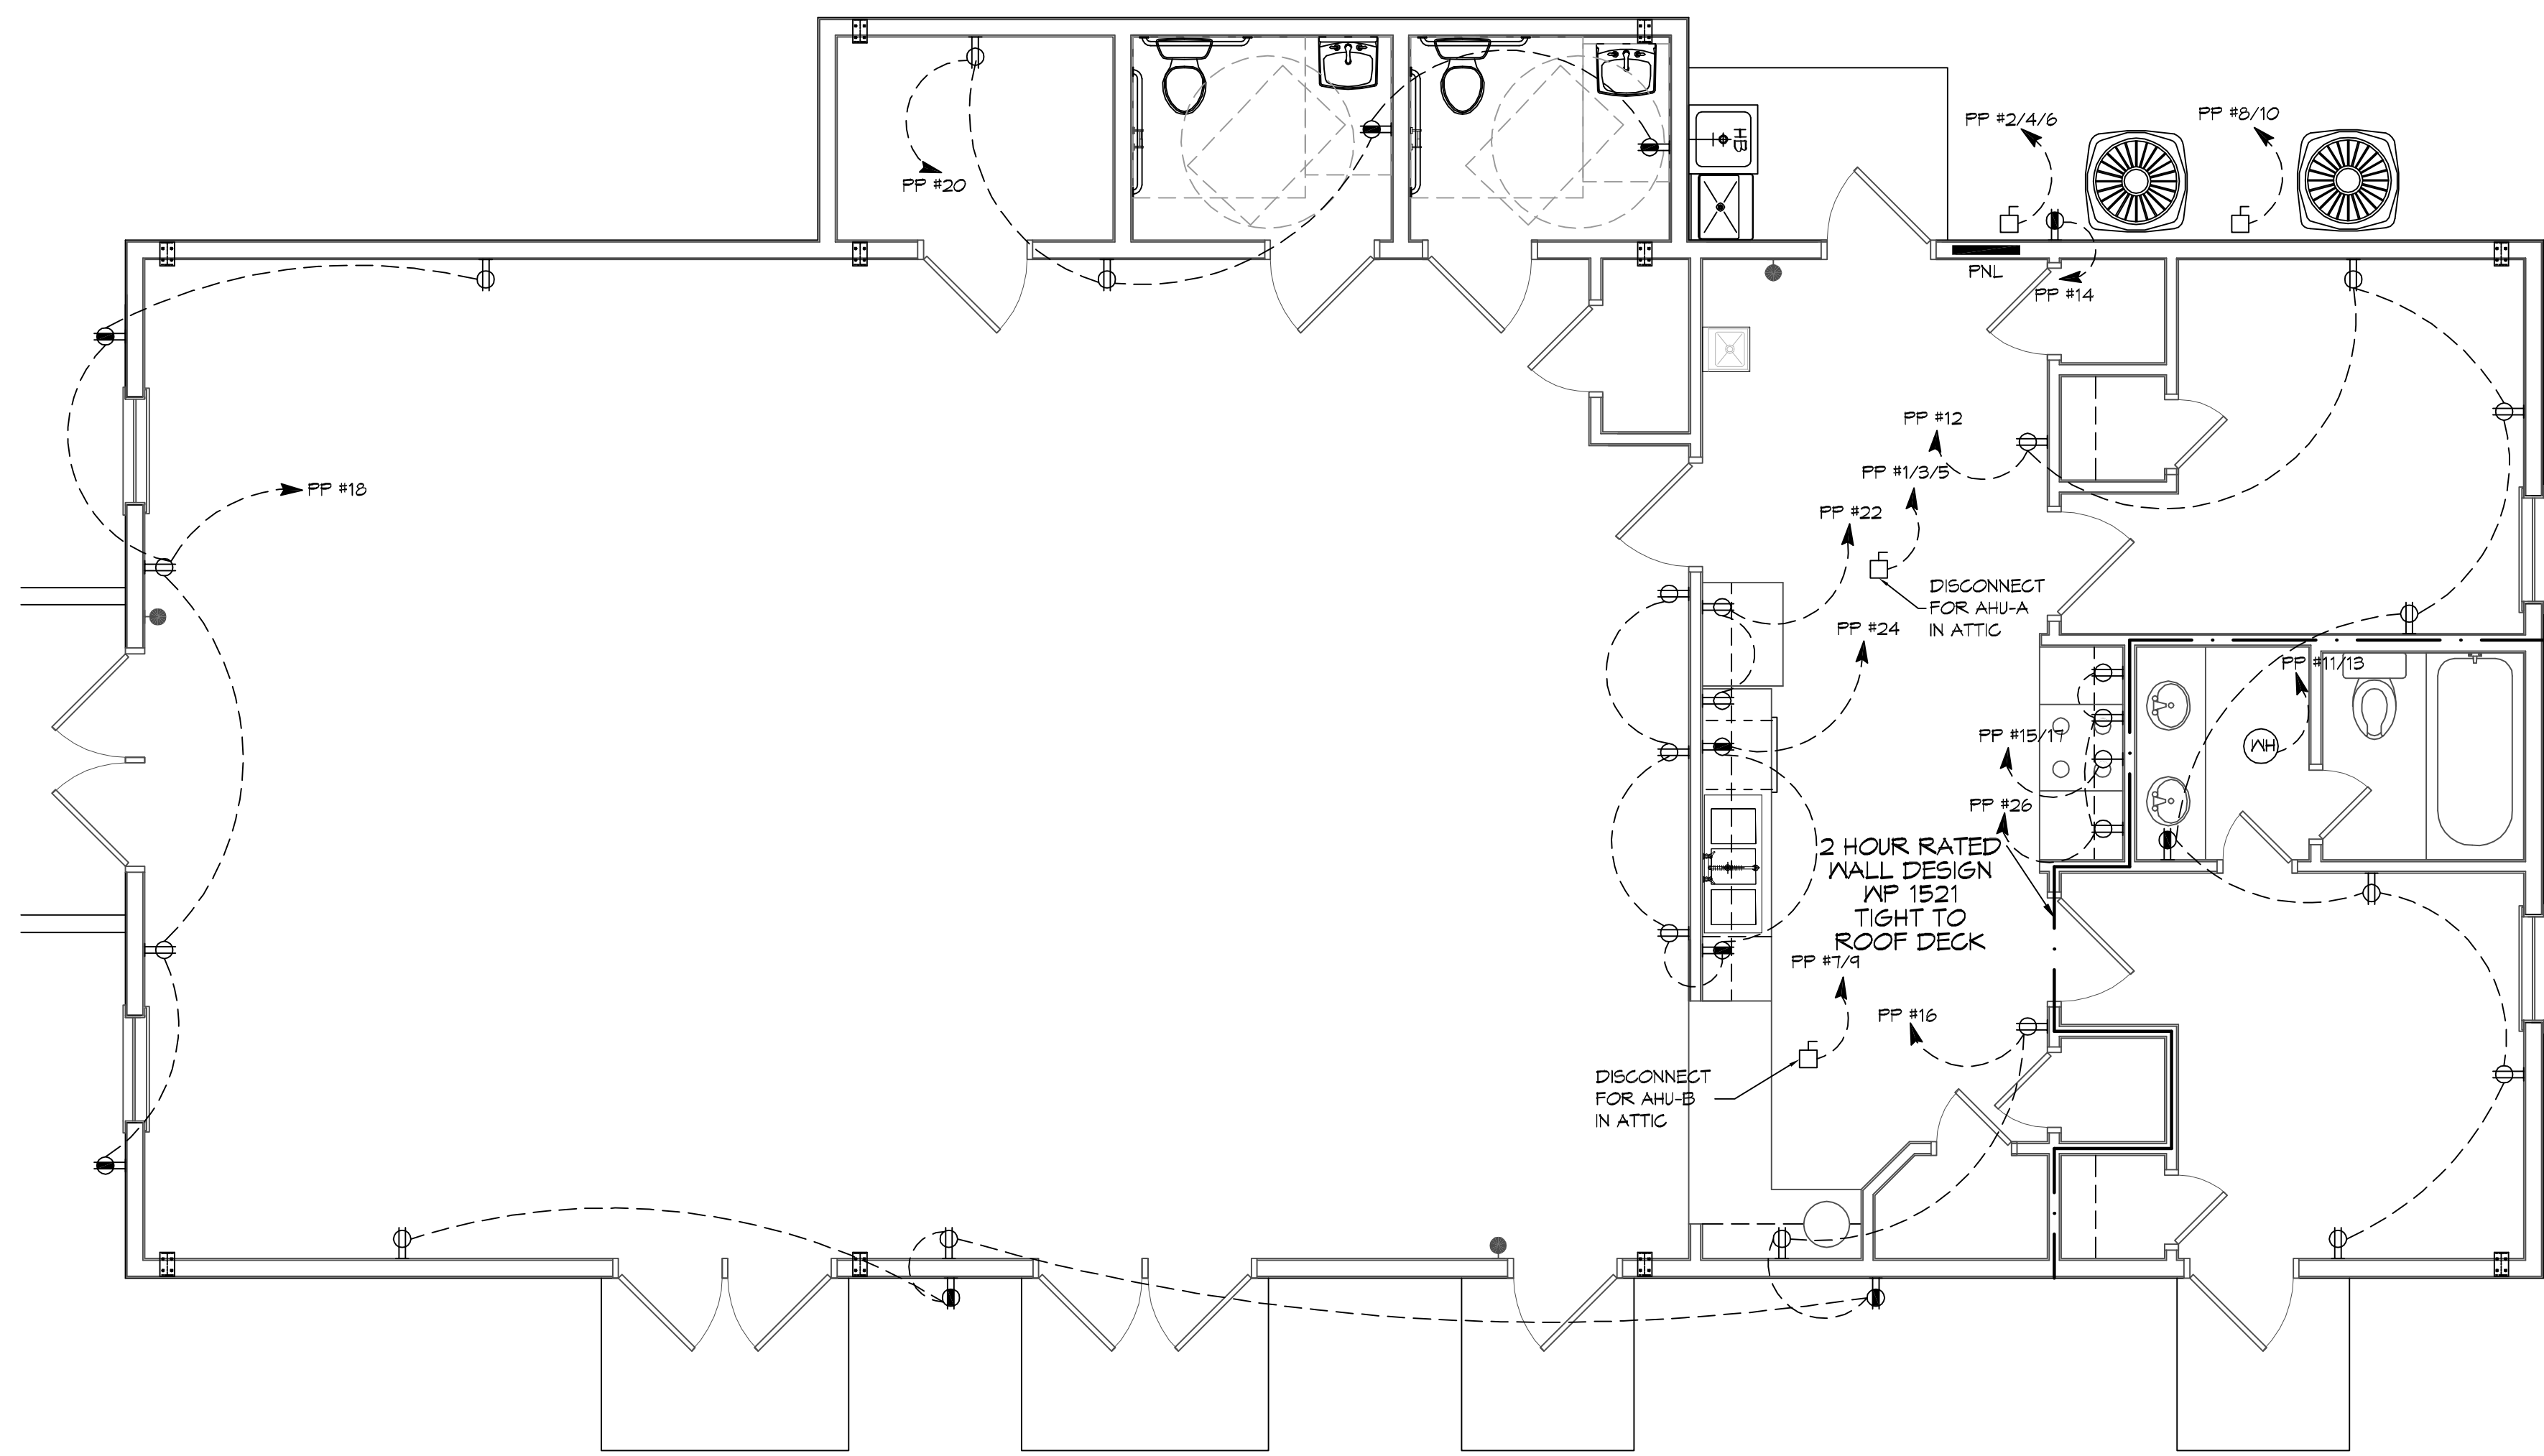 PP #2/4/6
PP #8/10
HB
PP #20
PNL
PP #14
PP #12
PP #1/3/5
PP #18
PP #22
DISCONNECT
FOR AHU-A
IN ATTIC
PP #24
PP #11/13
PP #15/17
WH
PP #26
2 HOUR RATED
WALL DESIGN
WP 1521
TIGHT TO
ROOF DECK
PP #7/9
PP #16
DISCONNECT
FOR AHU-B
IN ATTIC